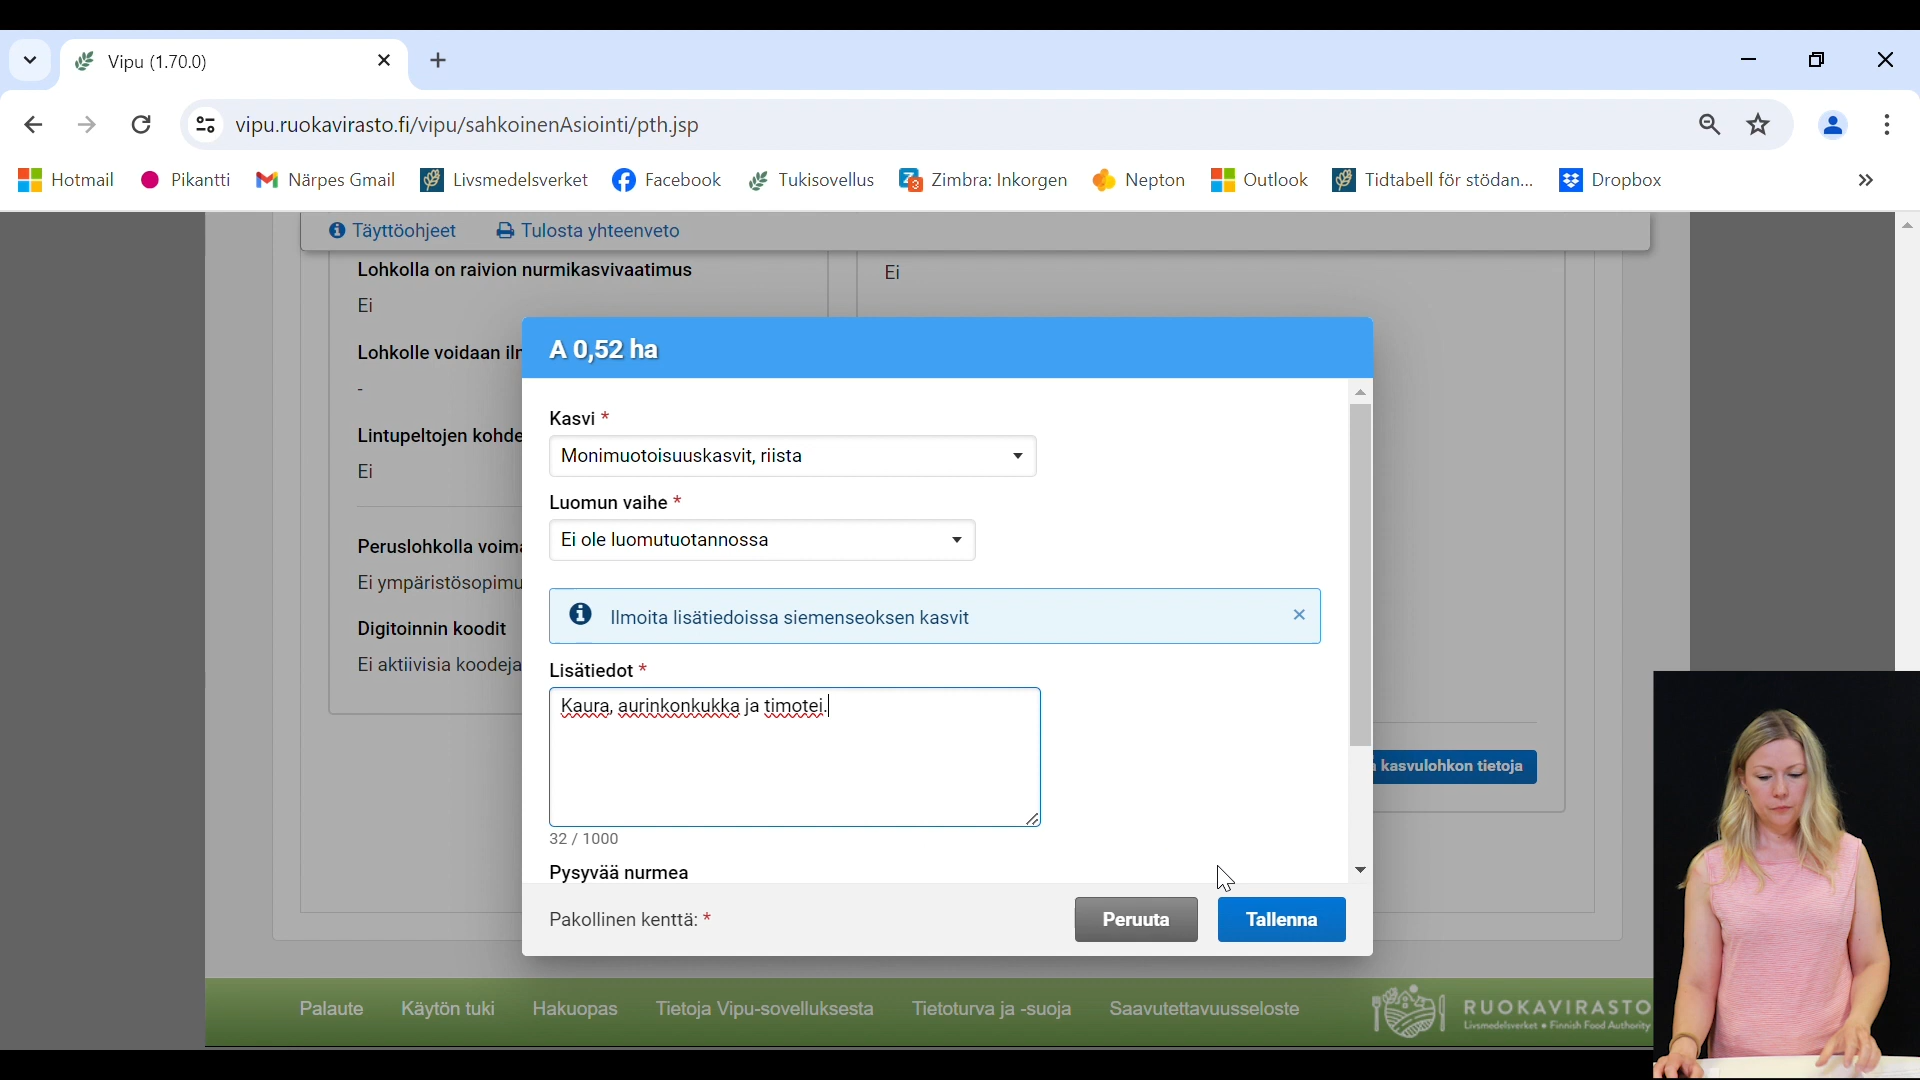 Vipu (1.70.0)
vipu.ruokavirasto.fi/vipu/sahkoinenAsiointi/pth.jsp
Hotmail Pikantti Närpes Gmail Livsmedelsverket Facebook Tukisovellus Zimbra: Inkorgen Nepton Outlook Tidtabell för stödan... Dropbox
Täyttöohjeet Tulosta yhteenveto
Lohkolla on raivion nurmikasvivaatimus
Ei
Ei
Lohkolle voidaan
-
Lintupeltojen
Ei
Peruslohkolla
Ei
Digitoinnin koodit
Ei aktiivisia koodeja
A 0,52 ha
Kasvi *
Monimuotoisuuskasvit, riista
Luomun vaihe *
Ei ole luomutuotannossa
Ilmoita lisätiedoissa siemenseoksen kasvit
Lisätiedot *
Kaura, aurinkonkukka ja timotei.
32 / 1000
Pysyvää nurmea
Pakollinen kenttä: *
Peruuta
Tallenna
kasvulohkon tietoja
Palaute Käytön tuki Hakuopas Tietoja Vipu-sovelluksesta Tietoturva ja -suoja Saavutettavuusseloste
RUOKAVIRASTO
Livsmedelsverket • Finnish Food Authority